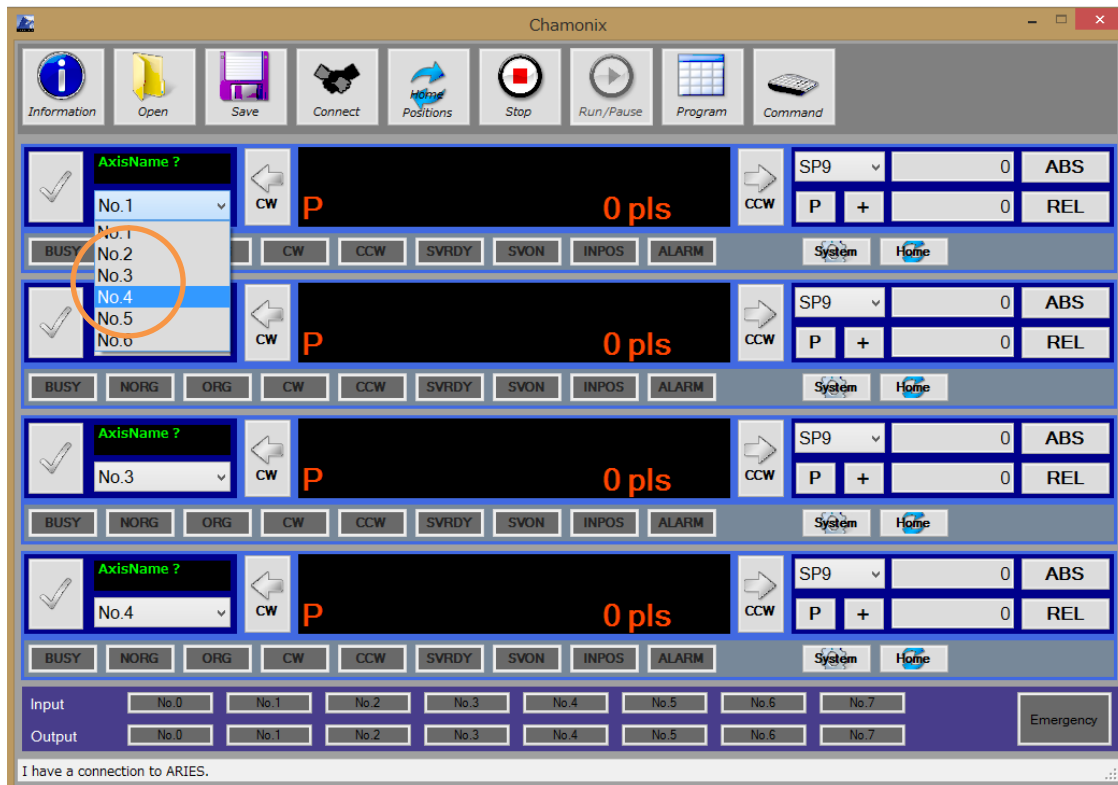 Chamonix
Information Open Save Connect Home Positions Stop Run/Pause Program Command
AxisName ?
No.1
CW
P 0 pls
CCW
SP9 0 ABS
P + 0 REL
No.1
No.2
No.3
No.4
No.5
No.6
BUSY CW CCW SVRDY SVON INPOS ALARM System Home
CW
P 0 pls
CCW
SP9 0 ABS
P + 0 REL
BUSY NORG ORG CW CCW SVRDY SVON INPOS ALARM System Home
AxisName ?
No.3
CW
P 0 pls
CCW
SP9 0 ABS
P + 0 REL
BUSY NORG ORG CW CCW SVRDY SVON INPOS ALARM System Home
AxisName ?
No.4
CW
P 0 pls
CCW
SP9 0 ABS
P + 0 REL
BUSY NORG ORG CW CCW SVRDY SVON INPOS ALARM System Home
Input No.0 No.1 No.2 No.3 No.4 No.5 No.6 No.7
Output No.0 No.1 No.2 No.3 No.4 No.5 No.6 No.7
Emergency
I have a connection to ARIES.